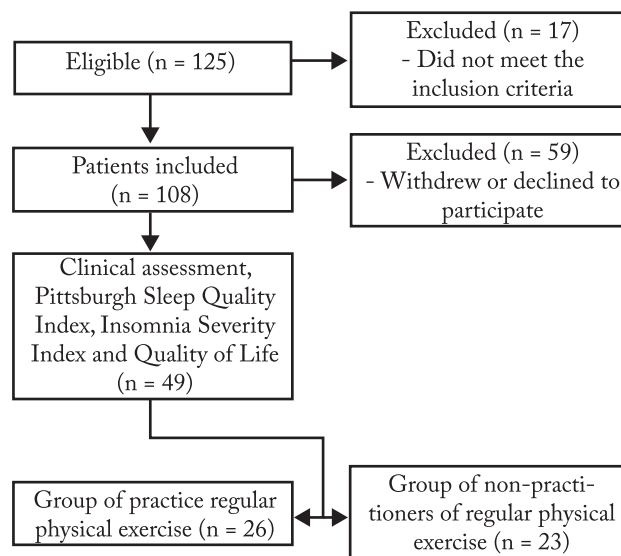 Eligible (n = 125)
Excluded (n = 17)
- Did not meet the
inclusion criteria
Patients included
(n = 108)
Excluded (n = 59)
- Withdrew or declined to
participate
Clinical assessment,
Pittsburgh Sleep Quality
Index, Insomnia Severity
Index and Quality of Life
(n = 49)
Group of practice regular
physical exercise (n = 26)
Group of non-practi-
tioners of regular physical
exercise (n = 23)